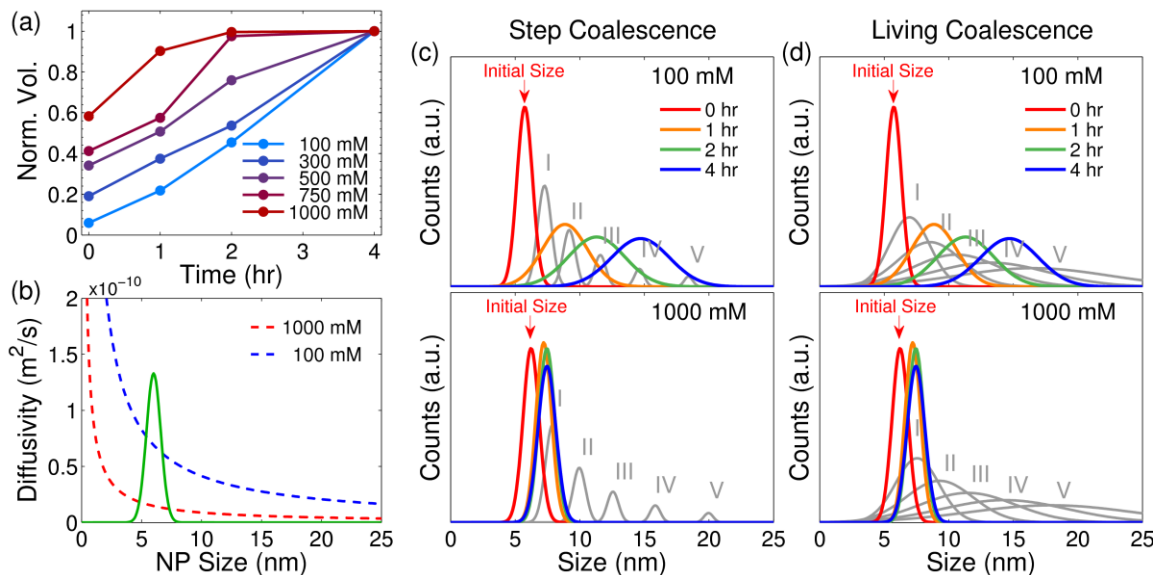 (a)
Norm. Vol.
1
0.8
0.6
0.4
0.2
0
100 mM
300 mM
500 mM
750 mM
1000 mM
0 1 2 3 4
Time (hr)
(b)
×10⁻¹⁰
Diffusivity (m²/s)
2
1.5
1
0.5
0
1000 mM
100 mM
0 5 10 15 20 25
NP Size (nm)
Step Coalescence
(c)
Counts (a.u.)
Initial Size
100 mM
0 hr
1 hr
2 hr
4 hr
I
II
III
IV
V
Counts (a.u.)
Initial Size
1000 mM
I
II
III
IV
V
0 5 10 15 20 25
Size (nm)
Living Coalescence
(d)
Counts (a.u.)
Initial Size
100 mM
0 hr
1 hr
2 hr
4 hr
I
II
III
IV
V
Counts (a.u.)
Initial Size
1000 mM
I
II
III
IV
V
0 5 10 15 20 25
Size (nm)